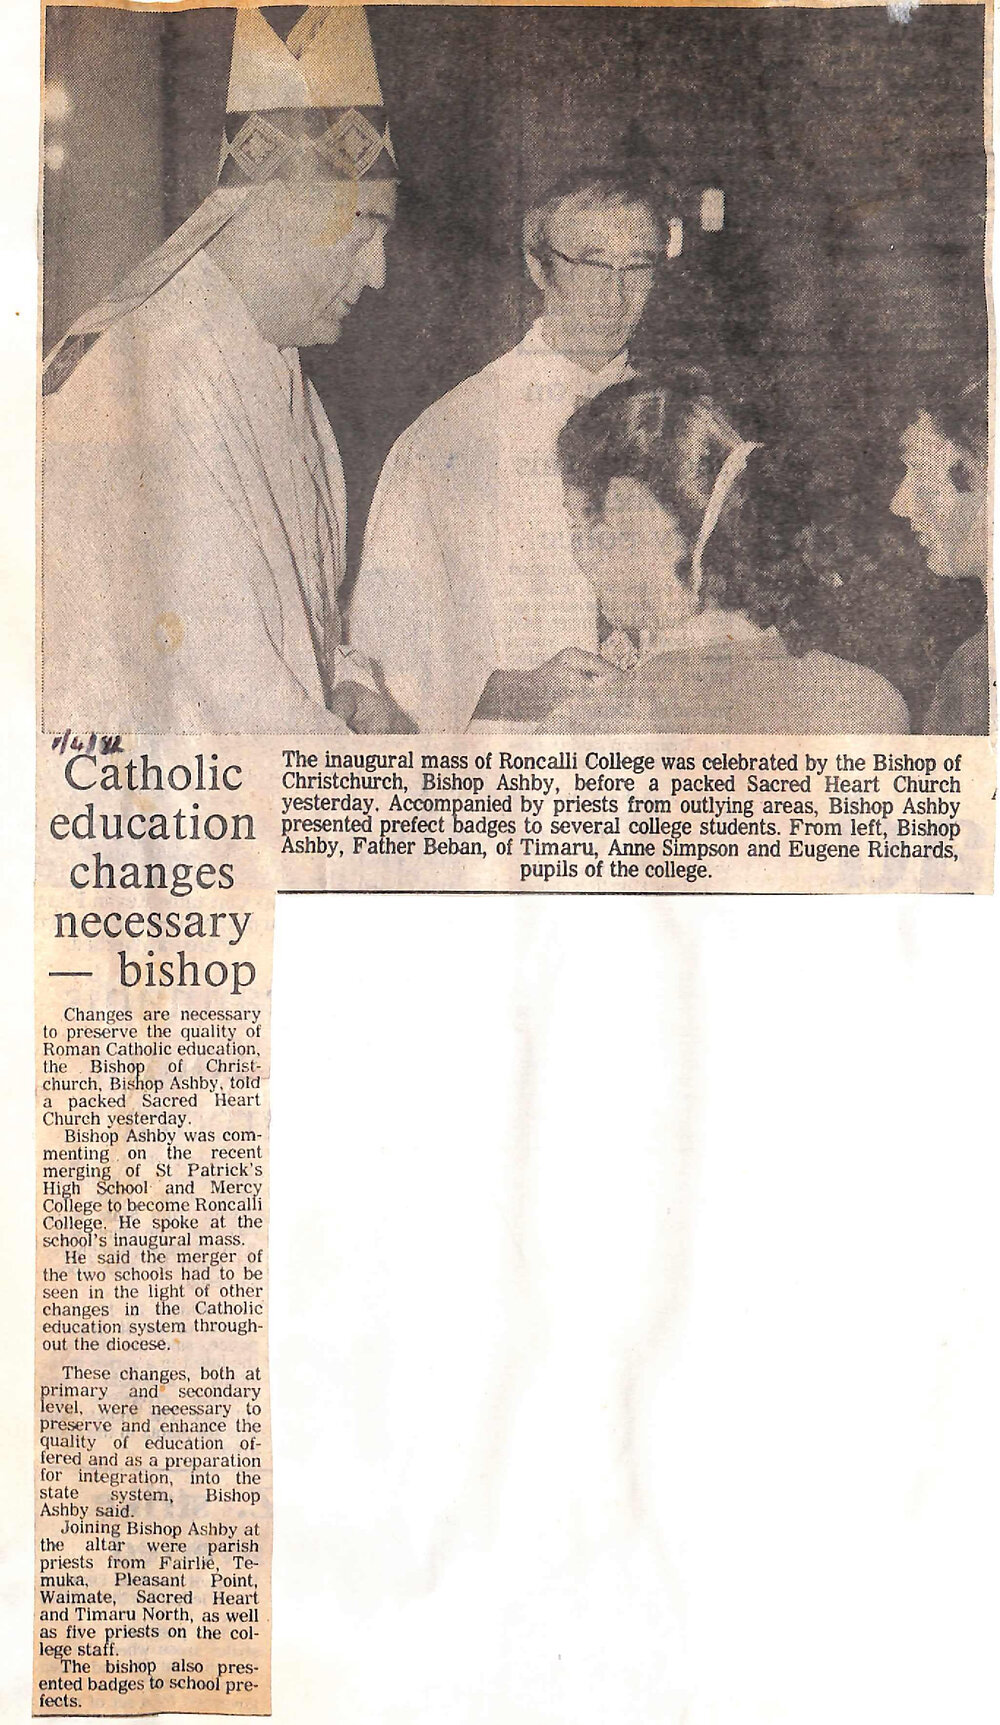 The inaugural mass of Roncalli College was celebrated by the Bishop of
Christchurch, Bishop Ashby, before a packed Sacred Heart Church
yesterday. Accompanied by priests from outlying areas, Bishop Ashby
presented prefect badges to several college students. From left, Bishop
Ashby, Father Beban, of Timaru, Anne Simpson and Eugene Richards,
pupils of the college.
Catholic
education
changes
necessary
— bishop
Changes are necessary
to preserve the quality of
Roman Catholic education,
the Bishop of Christ-
church, Bishop Ashby, told
a packed Sacred Heart
Church yesterday.
Bishop Ashby was com-
menting on the recent
merging of St Patrick's
High School and Mercy
College to become Roncalli
College. He spoke at the
school's inaugural mass.
He said the merger of
the two schools had to be
seen in the light of other
changes in the Catholic
education system through-
out the diocese.
These changes, both at
primary and secondary
level, were necessary to
preserve and enhance the
quality of education of-
fered and as a preparation
for integration, into the
state system, Bishop
Ashby said.
Joining Bishop Ashby at
the altar were parish
priests from Fairlie, Te-
muka, Pleasant Point,
Waimate, Sacred Heart
and Timaru North, as well
as five priests on the col-
lege staff.
The bishop also pres-
ented badges to school pre-
fects.